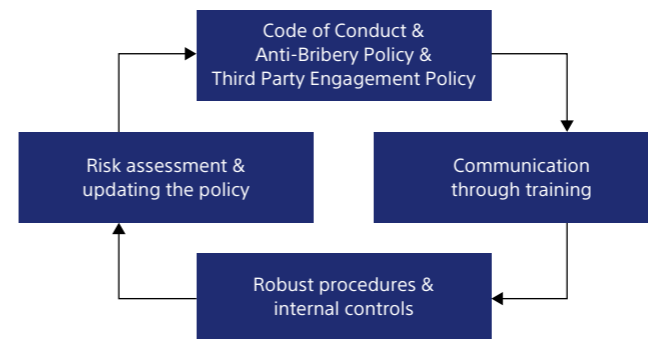 Code of Conduct &
Anti-Bribery Policy &
Third Party Engagement Policy
Risk assessment &
updating the policy
Communication
through training
Robust procedures &
internal controls